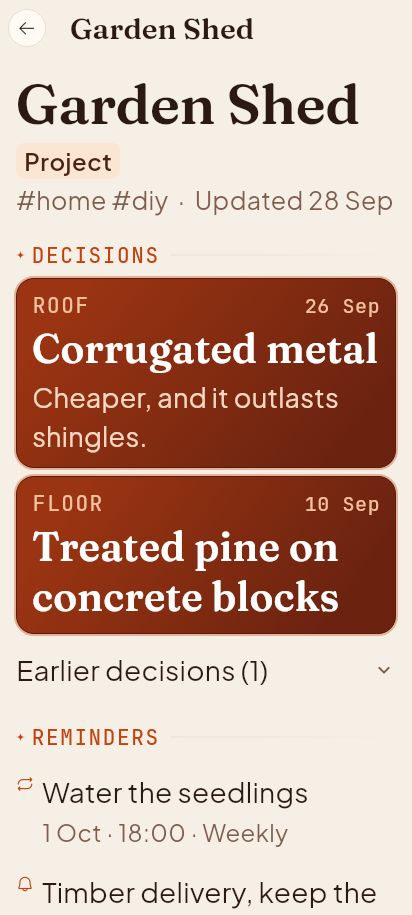 Garden Shed
Garden Shed
Project
#home #diy · Updated 28 Sep
DECISIONS
ROOF 26 Sep
Corrugated metal
Cheaper, and it outlasts
shingles.
FLOOR 10 Sep
Treated pine on
concrete blocks
Earlier decisions (1)
REMINDERS
Water the seedlings
1 Oct · 18:00 · Weekly
Timber delivery, keep the